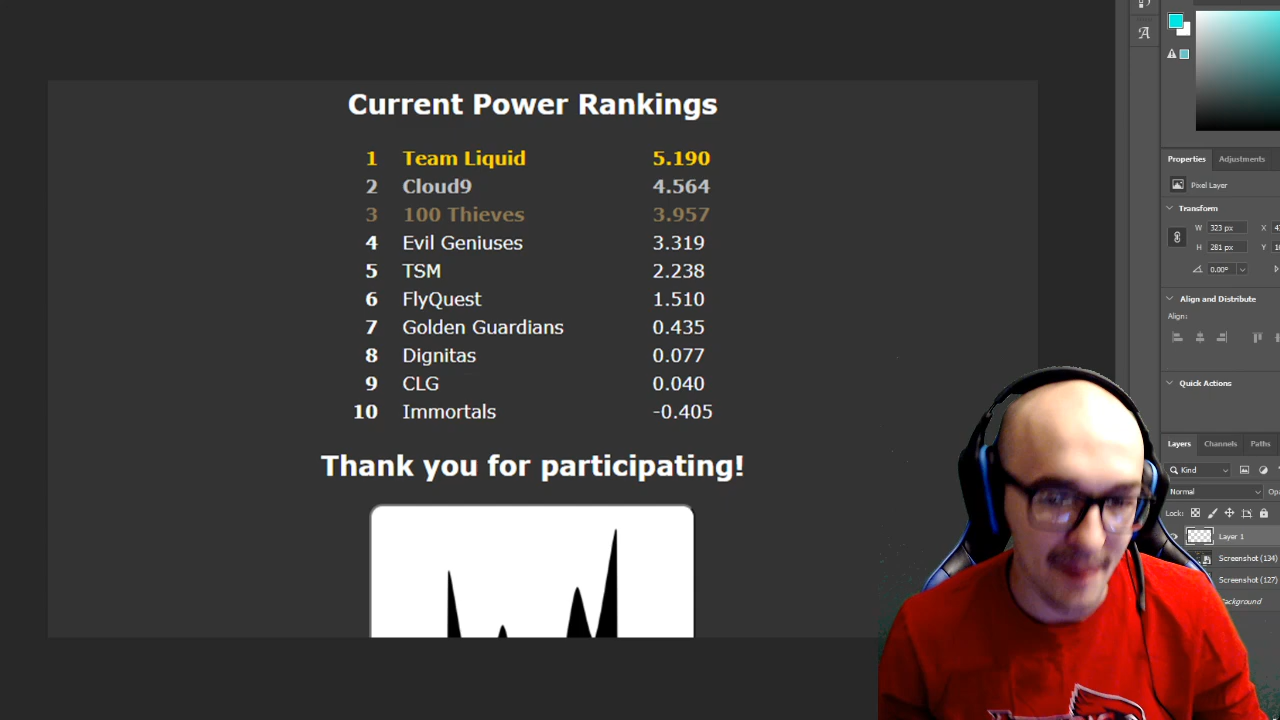 Current Power Rankings
1 Team Liquid 5.190
2 Cloud9 4.564
3 100 Thieves 3.957
4 Evil Geniuses 3.319
5 TSM 2.238
6 FlyQuest 1.510
7 Golden Guardians 0.435
8 Dignitas 0.077
9 CLG 0.040
10 Immortals -0.405
Thank you for participating!
A
Properties Adjustments
Pixel Layer
Transform
W 323 px X
H 281 px Y
0.00°
Align and Distribute
Align:
Quick Actions
Layers Channels Paths
Kind
Normal
Lock:
Layer 1
Screenshot (134)
Screenshot (127)